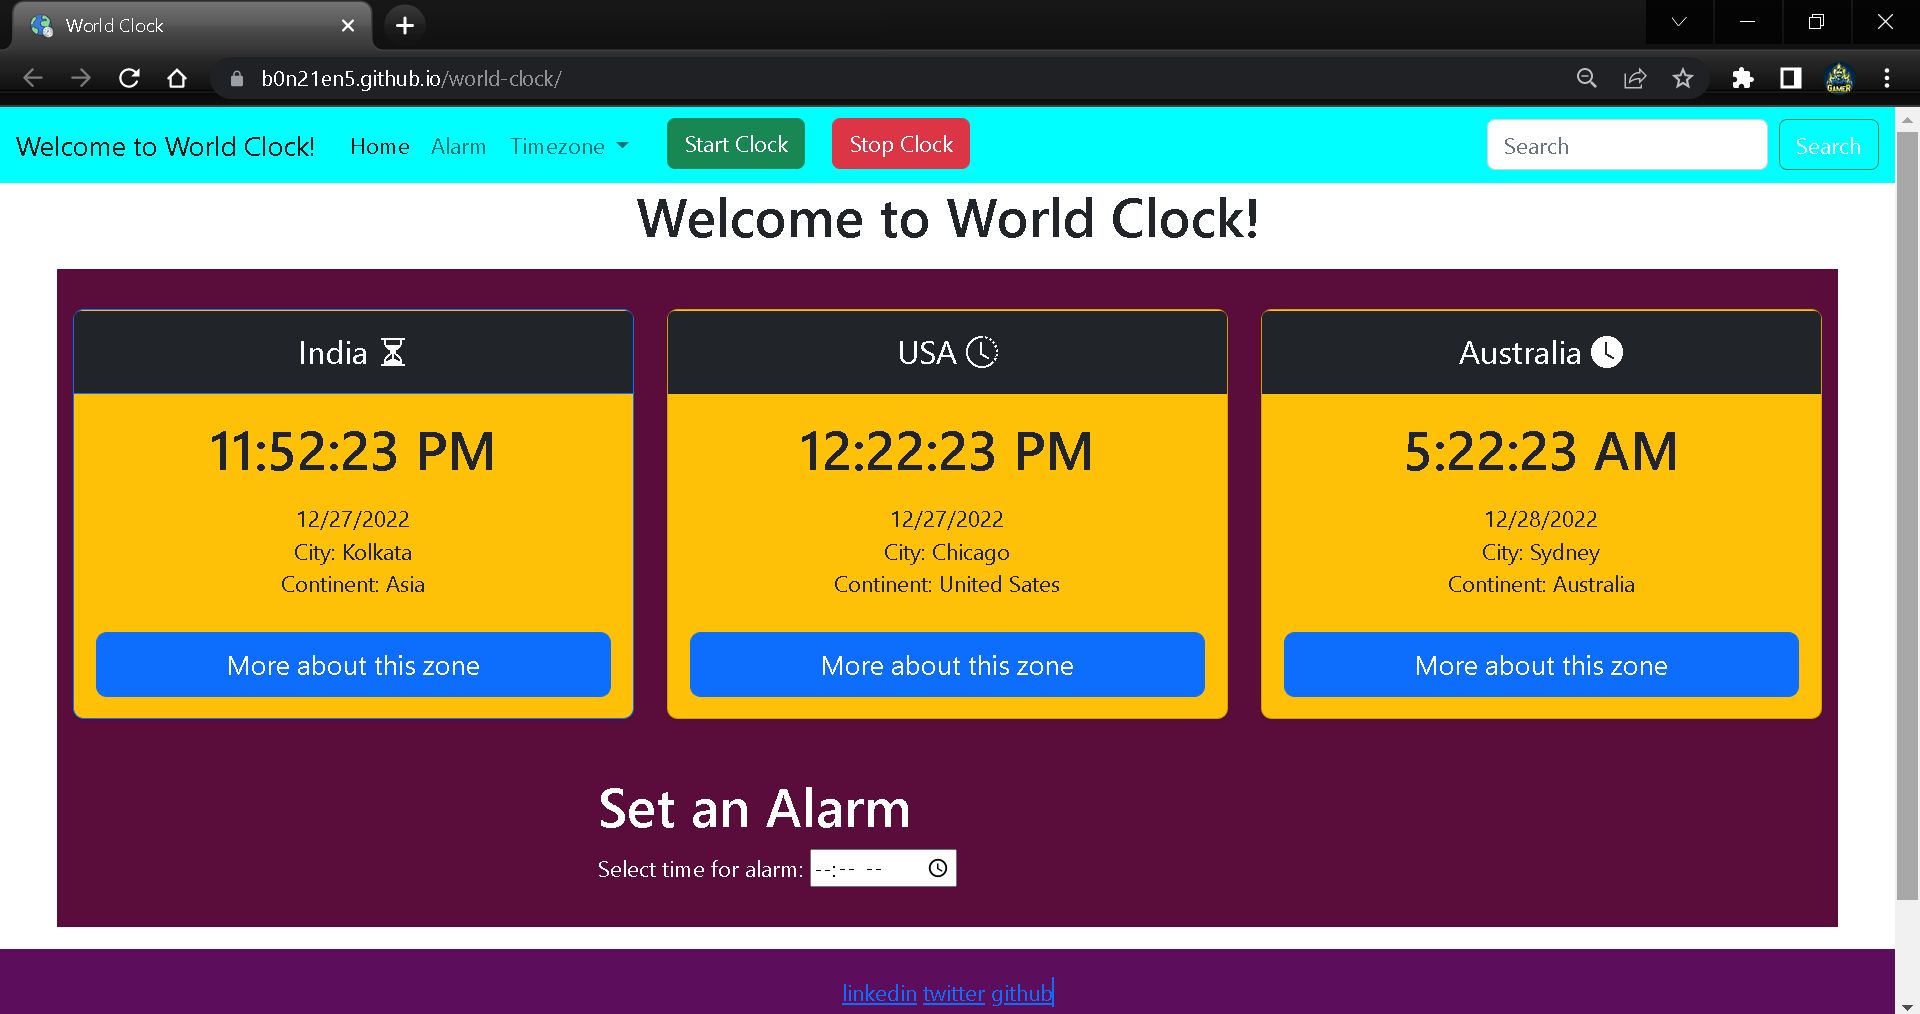 World Clock
b0n21en5.github.io/world-clock/
Welcome to World Clock! Home Alarm Timezone Start Clock Stop Clock Search Search
Welcome to World Clock!
India
11:52:23 PM
12/27/2022
City: Kolkata
Continent: Asia
More about this zone
USA
12:22:23 PM
12/27/2022
City: Chicago
Continent: United Sates
More about this zone
Australia
5:22:23 AM
12/28/2022
City: Sydney
Continent: Australia
More about this zone
Set an Alarm
Select time for alarm: --:-- --
linkedin twitter github